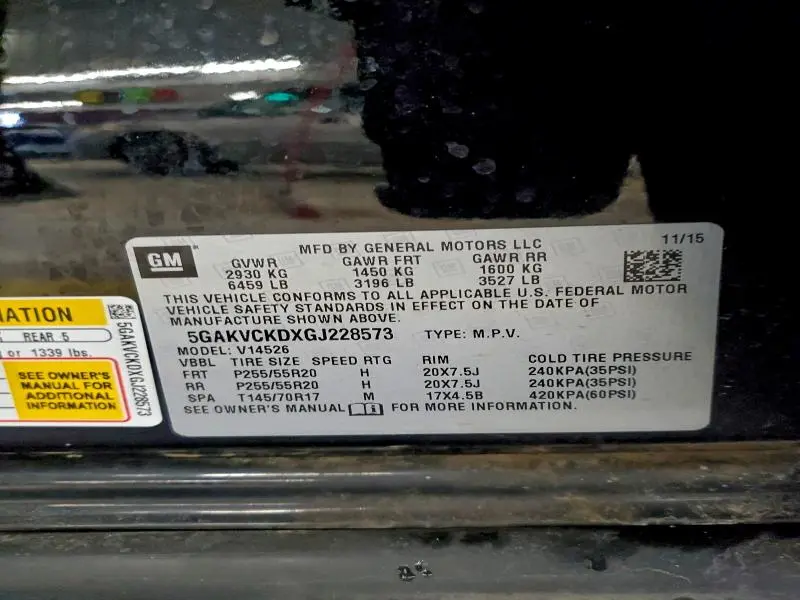 GM
MFD BY GENERAL MOTORS LLC
11/15
GVWR GAWR FRT GAWR RR
2930 KG 1450 KG 1600 KG
6459 LB 3196 LB 3527 LB
THIS VEHICLE CONFORMS TO ALL APPLICABLE U.S. FEDERAL MOTOR
VEHICLE SAFETY STANDARDS IN EFFECT ON THE DATE OF
MANUFACTURE SHOWN ABOVE.
5GAKVCKDXGJ228573 TYPE: M.P.V.
MODEL: V14526
VBBL TIRE SIZE SPEED RTG RIM COLD TIRE PRESSURE
FRT P255/55R20 H 20X7.5J 240KPA(35PSI)
RR P255/55R20 H 20X7.5J 240KPA(35PSI)
SPA T145/70R17 M 17X4.5B 420KPA(60PSI)
SEE OWNER'S MANUAL FOR MORE INFORMATION.
REAR 5
or 1339 lbs.
SEE OWNER'S
MANUAL FOR
ADDITIONAL
INFORMATION
5GAKVCKDXGJ228573